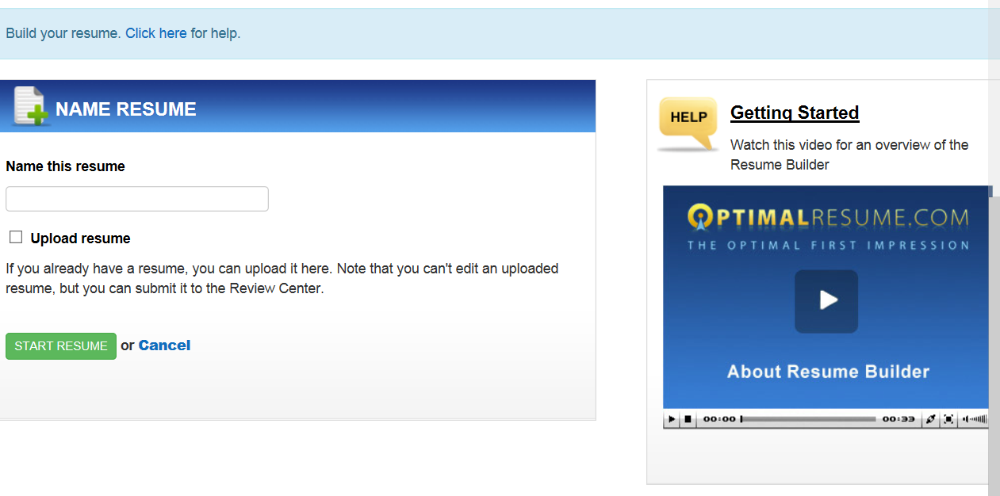 Build your resume. Click here for help.
NAME RESUME
Name this resume
Upload resume
If you already have a resume, you can upload it here. Note that you can't edit an uploaded
resume, but you can submit it to the Review Center.
START RESUME or Cancel
HELP
Getting Started
Watch this video for an overview of the
Resume Builder
OPTIMALRESUME.COM
THE OPTIMAL FIRST IMPRESSION
About Resume Builder
00:00 00:33